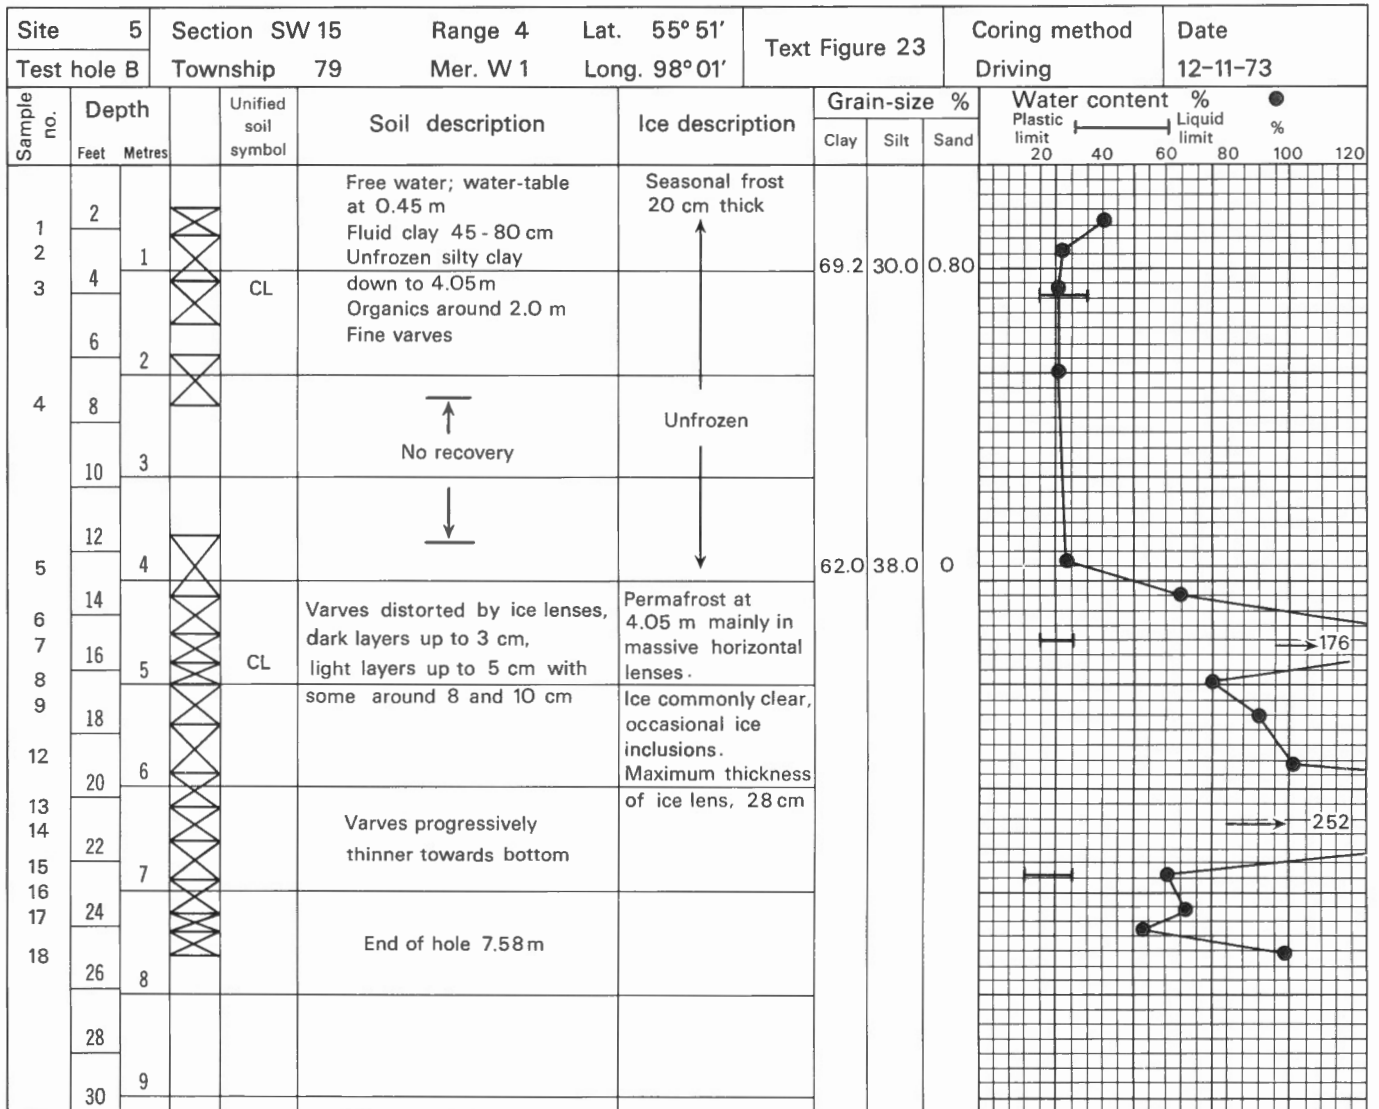 Site 5 Section SW 15 Range 4 Lat. 55° 51' Text Figure 23 Coring method Date
Test hole B Township 79 Mer. W 1 Long. 98° 01' Driving 12-11-73
Sample no.
Depth
Feet Metres
Unified
soil
symbol
Soil description
Ice description
Grain-size %
Clay Silt Sand
Water content %
Plastic limit
Liquid limit
%
20 40 60 80 100 120
1
2
3
4
5
6
7
8
9
12
13
14
15
16
17
18
2
4
6
8
10
12
14
16
18
20
22
24
26
28
30
1
2
3
4
5
6
7
8
9
CL
CL
Free water; water-table
at 0.45 m
Fluid clay 45 - 80 cm
Unfrozen silty clay
down to 4.05m
Organics around 2.0 m
Fine varves
No recovery
Varves distorted by ice lenses,
dark layers up to 3 cm,
light layers up to 5 cm with
some around 8 and 10 cm
Varves progressively
thinner towards bottom
End of hole 7.58m
Seasonal frost
20 cm thick
Unfrozen
Permafrost at
4.05 m mainly in
massive horizontal
lenses.
Ice commonly clear,
occasional ice
inclusions.
Maximum thickness
of ice lens, 28cm
69.2 30.0 0.80
62.0 38.0 0
176
252